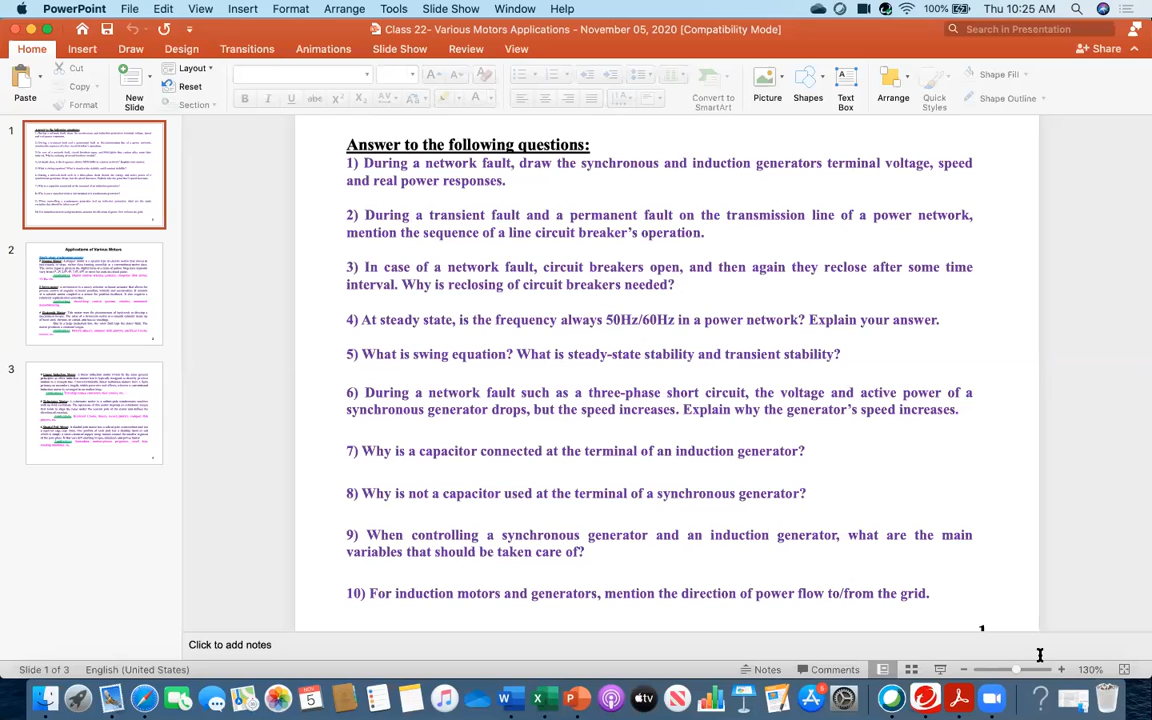 PowerPoint File Edit View Insert Format Arrange Tools Slide Show Window Help 100% Thu 10:25 AM
Class 22- Various Motors Applications - November 05, 2020 [Compatibility Mode] Search in Presentation
Home Insert Draw Design Transitions Animations Slide Show Review View Share
Paste Cut Copy Format New Slide Layout Reset Section Convert to SmartArt Picture Shapes Text Box Arrange Quick Styles Shape Fill Shape Outline
1
2
Applications of Various Motors
3
Answer to the following questions:
1) During a network fault, draw the synchronous and induction generators terminal voltage, speed
and real power responses.
2) During a transient fault and a permanent fault on the transmission line of a power network,
mention the sequence of a line circuit breaker’s operation.
3) In case of a network fault, circuit breakers open, and then again they reclose after some time
interval. Why is reclosing of circuit breakers needed?
4) At steady state, is the frequency always 50Hz/60Hz in a power network? Explain your answer.
5) What is swing equation? What is steady-state stability and transient stability?
6) During a network fault such as a three-phase short circuit, the voltage and active power of a
synchronous generator drops, but the speed increases. Explain why the generator’s speed increases.
7) Why is a capacitor connected at the terminal of an induction generator?
8) Why is not a capacitor used at the terminal of a synchronous generator?
9) When controlling a synchronous generator and an induction generator, what are the main
variables that should be taken care of?
10) For induction motors and generators, mention the direction of power flow to/from the grid.
1
Click to add notes
Slide 1 of 3 English (United States) Notes Comments 130%